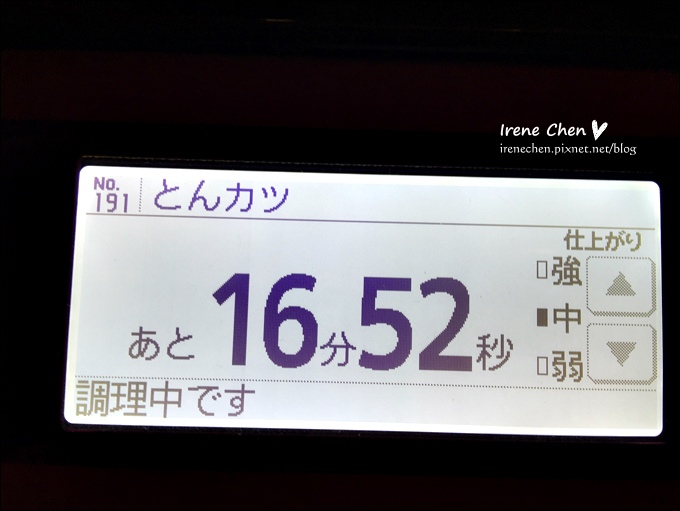 Irene Chen
irenechen.pixnet.net/blog
No.
191
とんカツ
仕上がり
強
中
弱
あと16分52秒
調理中です